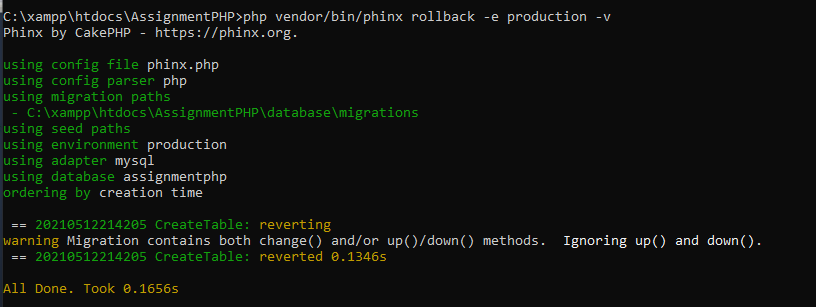 C:\xampp\htdocs\AssignmentPHP>php vendor/bin/phinx rollback -e production -v
Phinx by CakePHP - https://phinx.org.
using config file phinx.php
using config parser php
using migration paths
- C:\xampp\htdocs\AssignmentPHP\database\migrations
using seed paths
using environment production
using adapter mysql
using database assignmentphp
ordering by creation time
== 20210512214205 CreateTable: reverting
warning Migration contains both change() and/or up()/down() methods.  Ignoring up() and down().
== 20210512214205 CreateTable: reverted 0.1346s
All Done. Took 0.1656s